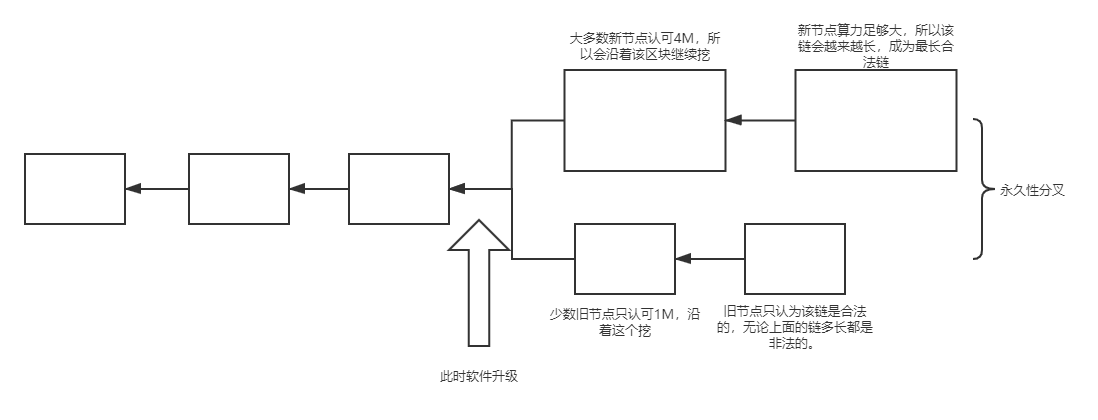 大多数新节点认可4M，所
以会沿着该区块继续挖
新节点算力足够大，所以该
链会越来越长，成为最长合
法链
永久性分叉
少数旧节点只认可1M，沿
着这个挖
旧节点只认为该链是合法
的，无论上面的链多长都是
非法的。
此时软件升级